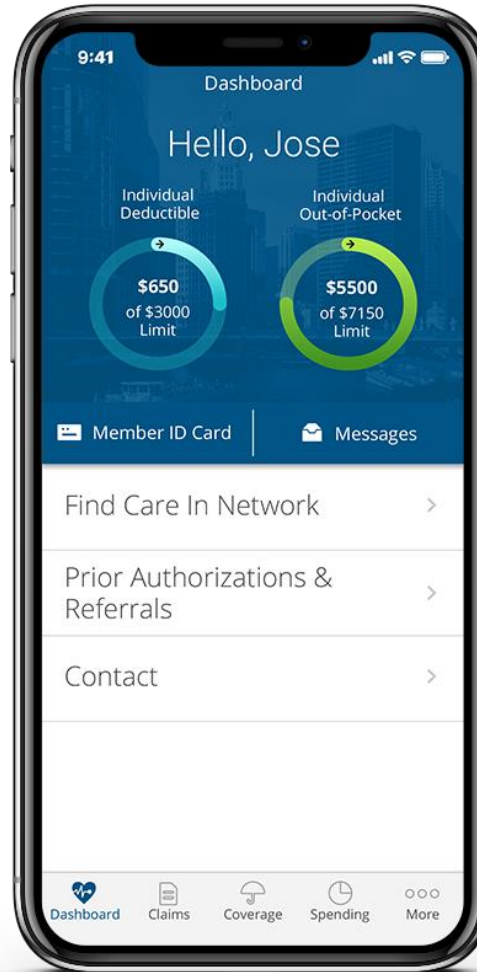 9:41
Dashboard
Hello, Jose
Individual
Deductible
$650
of $3000
Limit
Individual
Out-of-Pocket
$5500
of $7150
Limit
Member ID Card
Messages
Find Care In Network
Prior Authorizations &
Referrals
Contact
Dashboard
Claims
Coverage
Spending
More